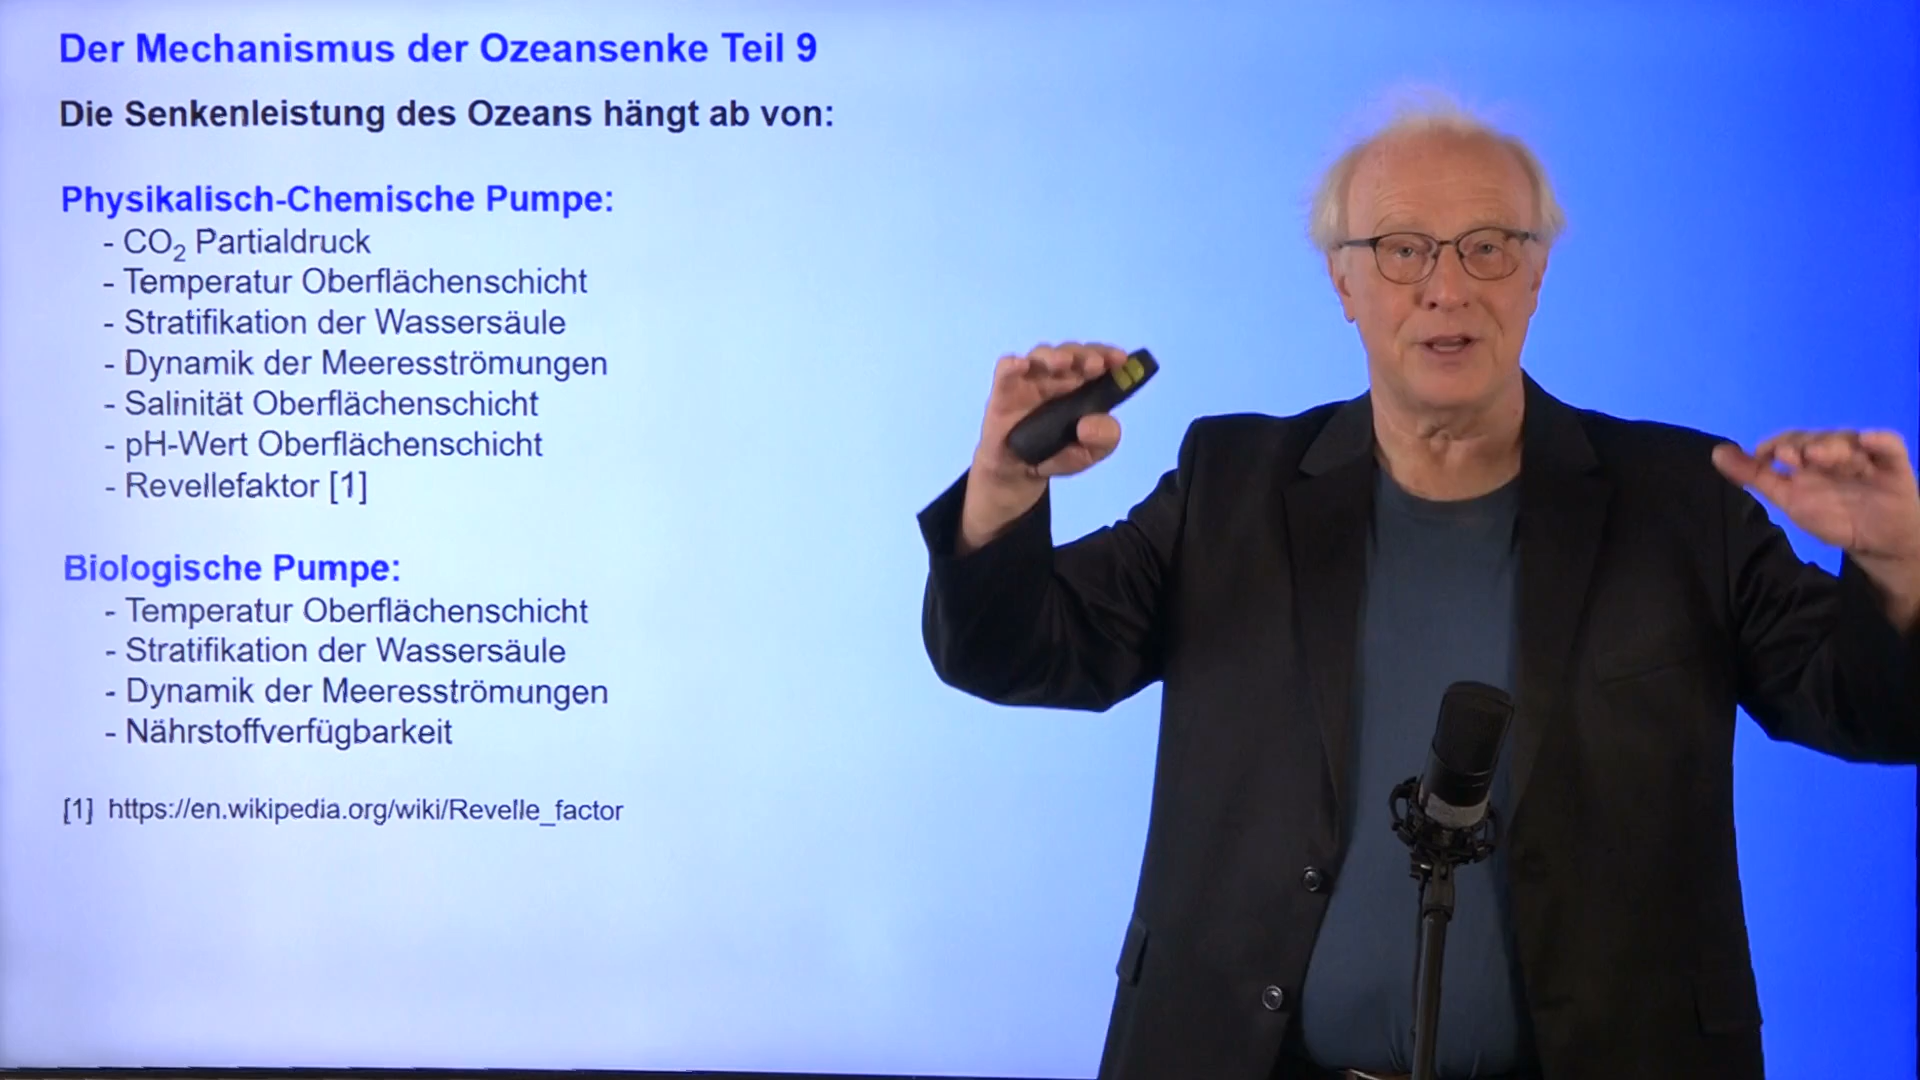 Der Mechanismus der Ozeansenke Teil 9
Die Senkenleistung des Ozeans hängt ab von:
Physikalisch-Chemische Pumpe:
- CO₂ Partialdruck
- Temperatur Oberflächenschicht
- Stratifikation der Wassersäule
- Dynamik der Meeresströmungen
- Salinität Oberflächenschicht
- pH-Wert Oberflächenschicht
- Revellefaktor [1]
Biologische Pumpe:
- Temperatur Oberflächenschicht
- Stratifikation der Wassersäule
- Dynamik der Meeresströmungen
- Nährstoffverfügbarkeit
[1] https://en.wikipedia.org/wiki/Revelle_factor